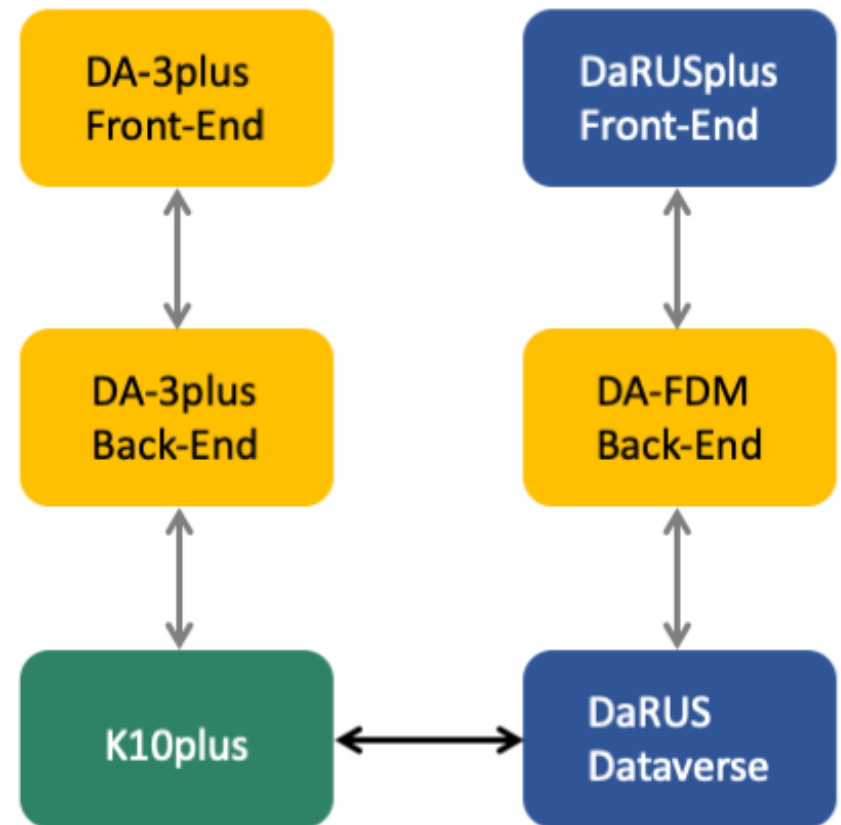 DA-3plus
Front-End
DaRUSplus
Front-End
DA-3plus
Back-End
DA-FDM
Back-End
K10plus
DaRUS
Dataverse